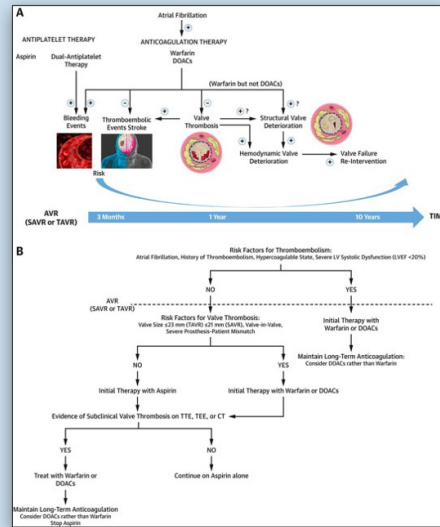 A
Atrial Fibrillation
ANTIPLATELET THERAPY
ANTICOAGULATION THERAPY
Aspirin
Dual-Antiplatelet
Therapy
Warfarin
DOACs
(Warfarin but not DOACs)
Bleeding
Events
Thromboembolic
Events Stroke
Valve
Thrombosis
+ ?
Structural Valve
Deterioration
+ ?
Hemodynamic Valve
Deterioration
Valve Failure
Re-Intervention
Risk
AVR
(SAVR or TAVR)
3 Months
1 Year
10 Years
TIM
B
Risk Factors for Thromboembolism:
Atrial Fibrillation, History of Thromboembolism, Hypercoagulable State, Severe LV Systolic Dysfunction (LVEF <20%)
NO
YES
AVR
(SAVR or TAVR)
Risk Factors for Valve Thrombosis:
Valve Size ≤23 mm (TAVR) ≤21 mm (SAVR), Valve-in-Valve,
Severe Prosthesis-Patient Mismatch
Initial Therapy with
Warfarin or DOACs
Maintain Long-Term Anticoagulation:
Consider DOACs rather than Warfarin
NO
YES
Initial Therapy with Aspirin
Initial Therapy with Warfarin or DOACs
Evidence of Subclinical Valve Thrombosis on TTE, TEE, or CT
YES
NO
Treat with Warfarin or
DOACs
Continue on Aspirin alone
Maintain Long-Term Anticoagulation
Consider DOACs rather than Warfarin
Stop Aspirin